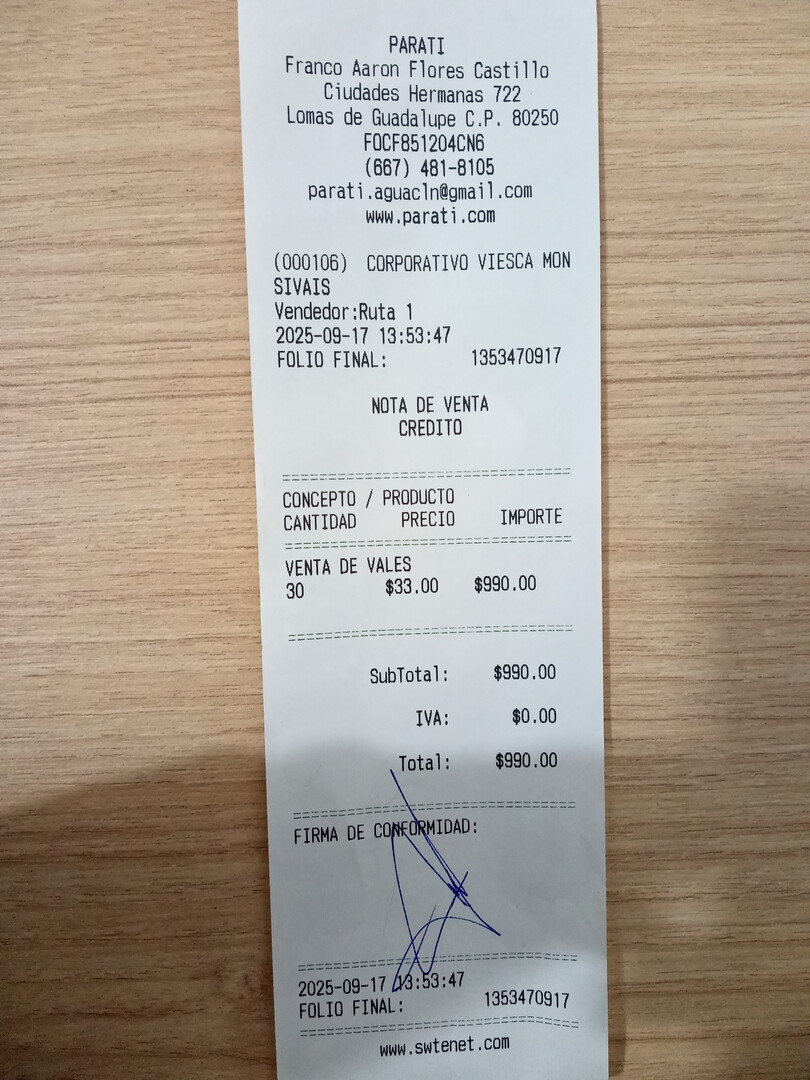 PARATI
Franco Aaron Flores Castillo
Ciudades Hermanas 722
Lomas de Guadalupe C.P. 80250
FOCF851204CN6
(667) 481-8105
parati.aguacln@gmail.com
www.parati.com
(000106) CORPORATIVO VIESCA MON
SIVAIS
Vendedor:Ruta 1
2025-09-17 13:53:47
FOLIO FINAL: 1353470917
NOTA DE VENTA
CREDITO
CONCEPTO / PRODUCTO
CANTIDAD PRECIO IMPORTE
VENTA DE VALES
30 $33.00 $990.00
SubTotal: $990.00
IVA: $0.00
Total: $990.00
FIRMA DE CONFORMIDAD:
2025-09-17 13:53:47
FOLIO FINAL: 1353470917
www.swtenet.com